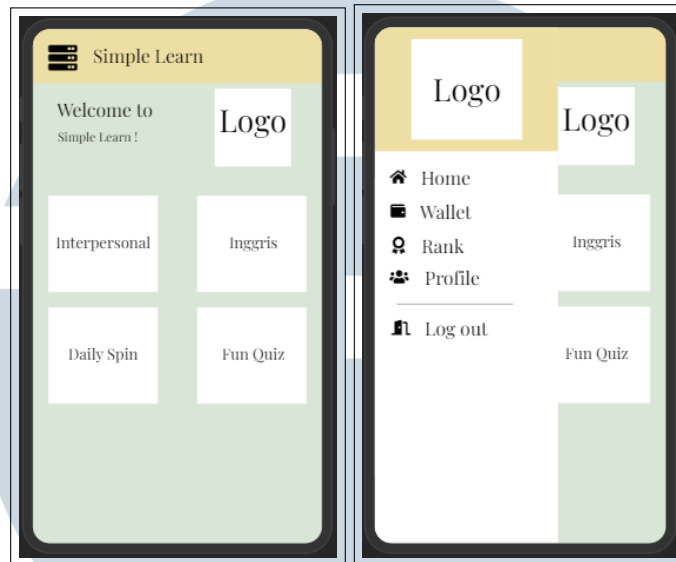 Simple Learn
Welcome to
Simple Learn !
Logo
Interpersonal
Inggris
Daily Spin
Fun Quiz
Logo
Home
Wallet
Rank
Profile
Log out
Logo
Inggris
Fun Quiz